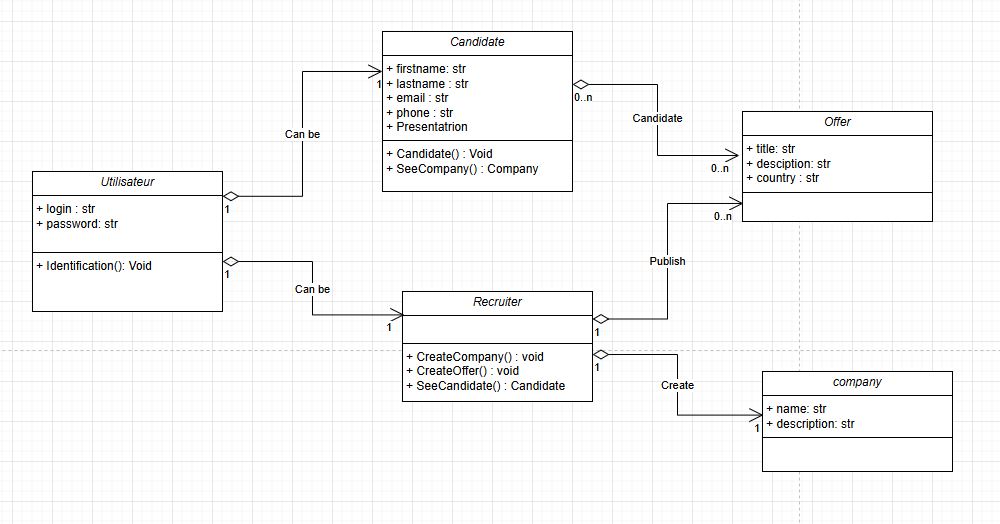 Candidate
+ firstname: str
+ lastname : str
+ email : str
+ phone : str
+ Presentatrion
+ Candidate() : Void
+ SeeCompany() : Company
1
0..n
Can be
Candidate
Offer
+ title: str
+ desciption: str
+ country : str
0..n
0..n
Utilisateur
+ login : str
+ password: str
+ Identification(): Void
1
1
Can be
1
Publish
Recruiter
+ CreateCompany() : void
+ CreateOffer() : void
+ SeeCandidate() : Candidate
1
1
Create
1
company
+ name: str
+ description: str